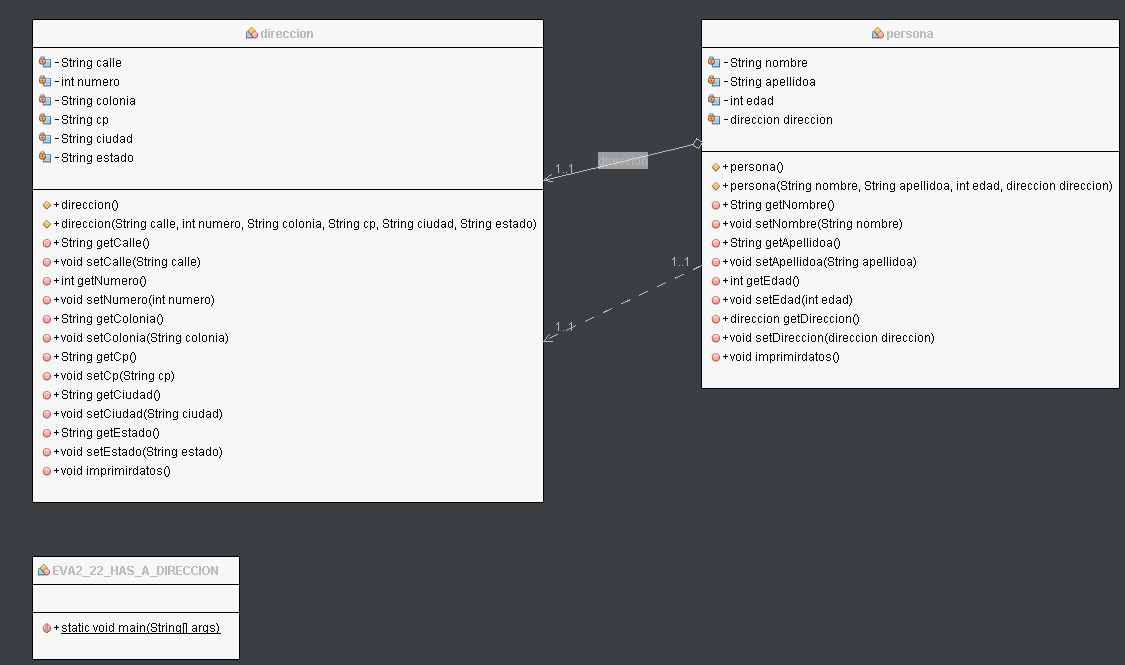 direccion
-String calle
-int numero
-String colonia
-String cp
-String ciudad
-String estado
+direccion()
+direccion(String calle, int numero, String colonia, String cp, String ciudad, String estado)
+String getCalle()
+void setCalle(String calle)
+int getNumero()
+void setNumero(int numero)
+String getColonia()
+void setColonia(String colonia)
+String getCp()
+void setCp(String cp)
+String getCiudad()
+void setCiudad(String ciudad)
+String getEstado()
+void setEstado(String estado)
+void imprimirdatos()
direccion
1..1
1..1
1..1
persona
-String nombre
-String apellidoa
-int edad
-direccion direccion
+persona()
+persona(String nombre, String apellidoa, int edad, direccion direccion)
+String getNombre()
+void setNombre(String nombre)
+String getApellidoa()
+void setApellidoa(String apellidoa)
+int getEdad()
+void setEdad(int edad)
+direccion getDireccion()
+void setDireccion(direccion direccion)
+void imprimirdatos()
EVA2_22_HAS_A_DIRECCION
+static void main(String[] args)